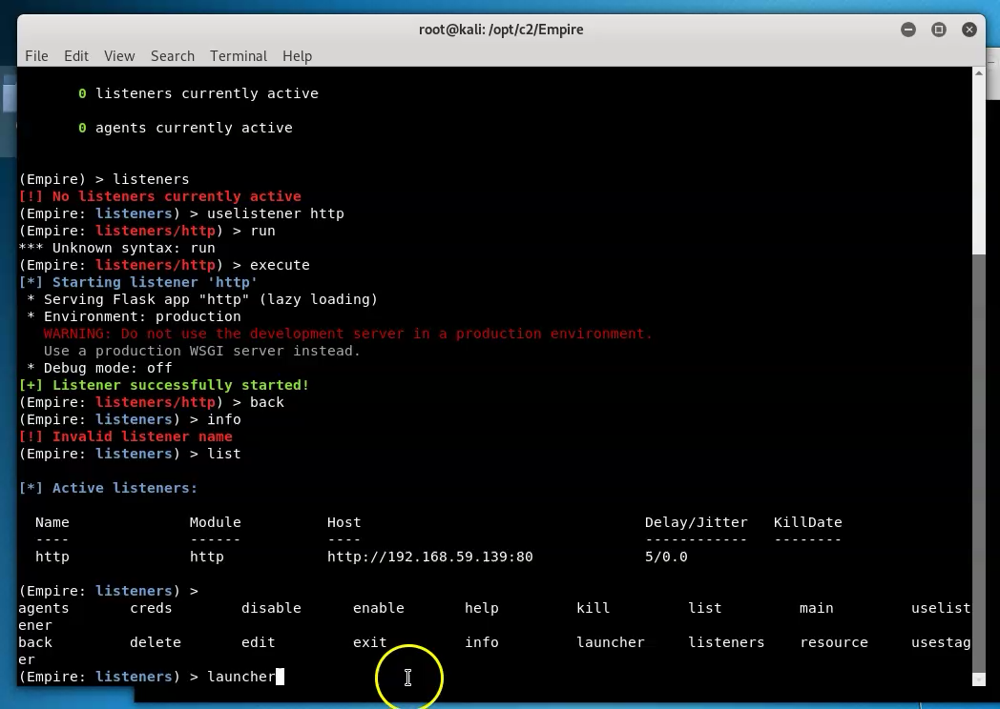 root@kali: /opt/c2/Empire
File Edit View Search Terminal Help
0 listeners currently active
0 agents currently active
(Empire) > listeners
[!] No listeners currently active
(Empire: listeners) > uselistener http
(Empire: listeners/http) > run
*** Unknown syntax: run
(Empire: listeners/http) > execute
[*] Starting listener 'http'
* Serving Flask app "http" (lazy loading)
* Environment: production
WARNING: Do not use the development server in a production environment.
Use a production WSGI server instead.
* Debug mode: off
[+] Listener successfully started!
(Empire: listeners/http) > back
(Empire: listeners) > info
[!] Invalid listener name
(Empire: listeners) > list
[*] Active listeners:
Name Module Host Delay/Jitter KillDate
---- ------ ---- ------------ --------
http http http://192.168.59.139:80 5/0.0
(Empire: listeners) >
agents creds disable enable help kill list main uselist
ener
back delete edit exit info launcher listeners resource usestag
er
(Empire: listeners) > launcher